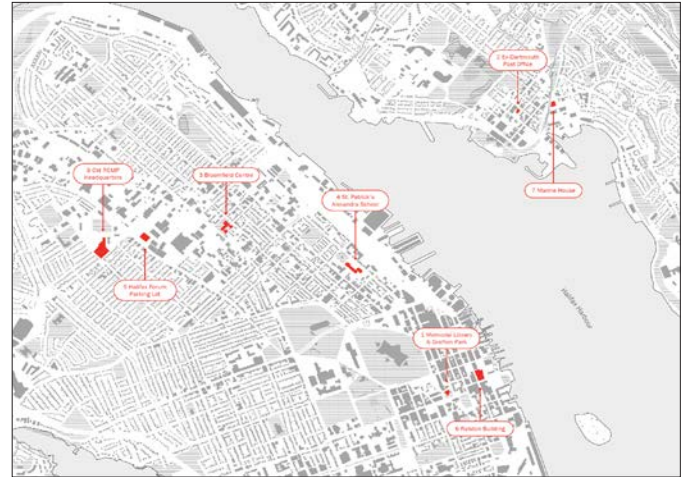 2 Ex-Dartmouth
Post Office
8 Old RCMP
Headquarters
3 Bloomfield Centre
4 St. Patrick's
Alexandra School
7 Marine House
5 Halifax Forum
Parking Lot
Halifax Harbour
1 Memorial Library
& Grafton Park
6 Ralston Building